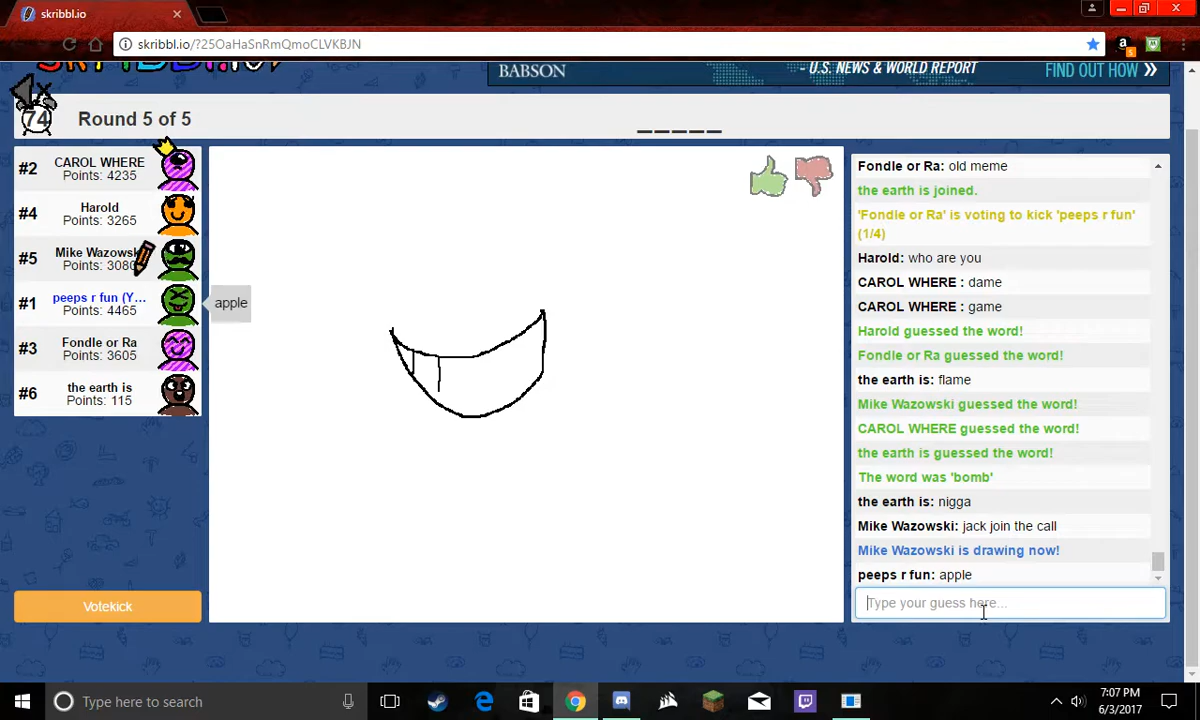 skribbl.io
skribbl.io/?25OaHaSnRmQmoCLVKBJN
BABSON
- U.S. NEWS & WORLD REPORT
FIND OUT HOW
74
Round 5 of 5
_____
#2 CAROL WHERE
Points: 4235
#4 Harold
Points: 3265
#5 Mike Wazowsk
Points: 3080
#1 peeps r fun (Y...
Points: 4465
apple
#3 Fondle or Ra
Points: 3605
#6 the earth is
Points: 115
Votekick
Fondle or Ra: old meme
the earth is joined.
'Fondle or Ra' is voting to kick 'peeps r fun'
(1/4)
Harold: who are you
CAROL WHERE : dame
CAROL WHERE : game
Harold guessed the word!
Fondle or Ra guessed the word!
the earth is: flame
Mike Wazowski guessed the word!
CAROL WHERE guessed the word!
the earth is guessed the word!
The word was 'bomb'
the earth is: nigga
Mike Wazowski: jack join the call
Mike Wazowski is drawing now!
peeps r fun: apple
Type your guess here...
Type here to search
7:07 PM
6/3/2017